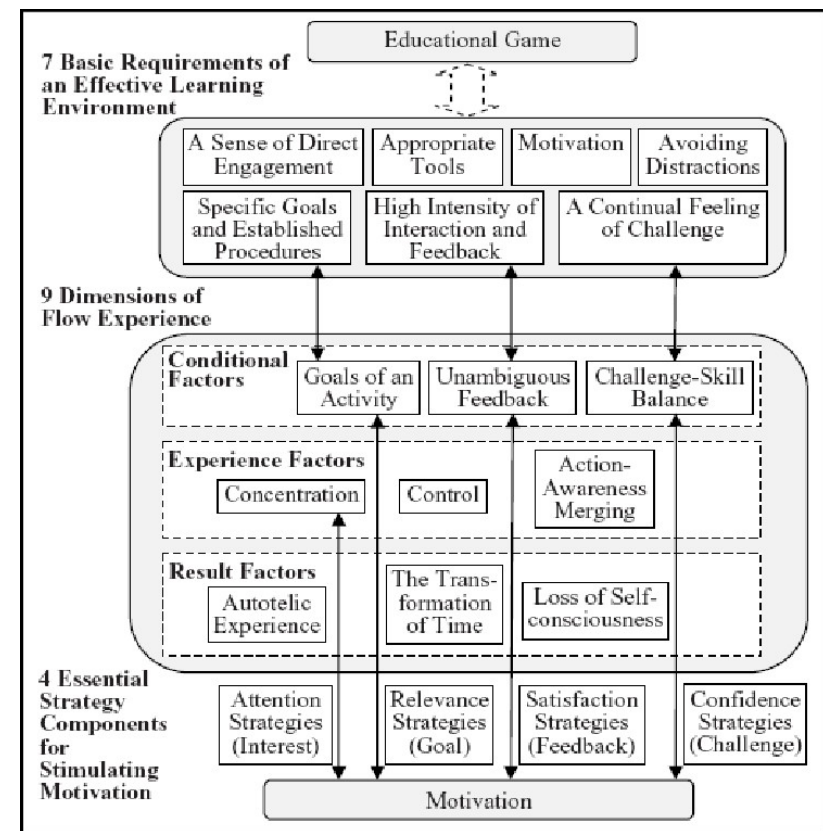 Educational Game
7 Basic Requirements of
an Effective Learning
Environment
A Sense of Direct
Engagement
Appropriate
Tools
Motivation
Avoiding
Distractions
Specific Goals
and Established
Procedures
High Intensity of
Interaction and
Feedback
A Continual Feeling
of Challenge
9 Dimensions of
Flow Experience
Conditional
Factors
Goals of an
Activity
Unambiguous
Feedback
Challenge-Skill
Balance
Experience Factors
Concentration
Control
Action-
Awareness
Merging
Result Factors
Autotelic
Experience
The Trans-
formation
of Time
Loss of Self-
consciousness
4 Essential
Strategy
Components
for
Stimulating
Motivation
Attention
Strategies
(Interest)
Relevance
Strategies
(Goal)
Satisfaction
Strategies
(Feedback)
Confidence
Strategies
(Challenge)
Motivation